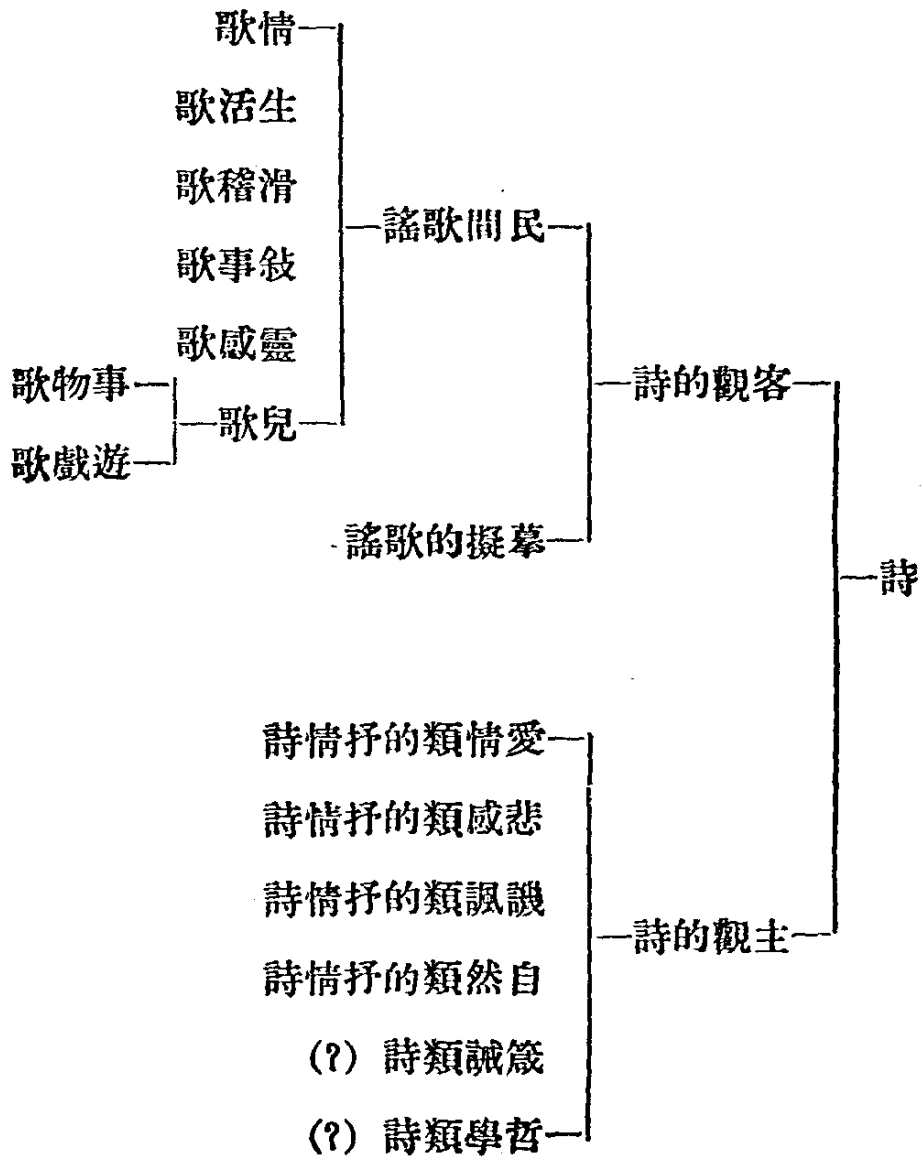 詩
客觀的詩
民間歌謠
情歌
生活歌
滑稽歌
敍事歌
靈感歌
兒歌
事物歌
遊戲歌
摹擬的歌謠
主觀的詩
愛情類的抒情詩
悲感類的抒情詩
譏諷類的抒情詩
自然類的抒情詩
箴誡類詩 (?)
哲學類詩 (?)